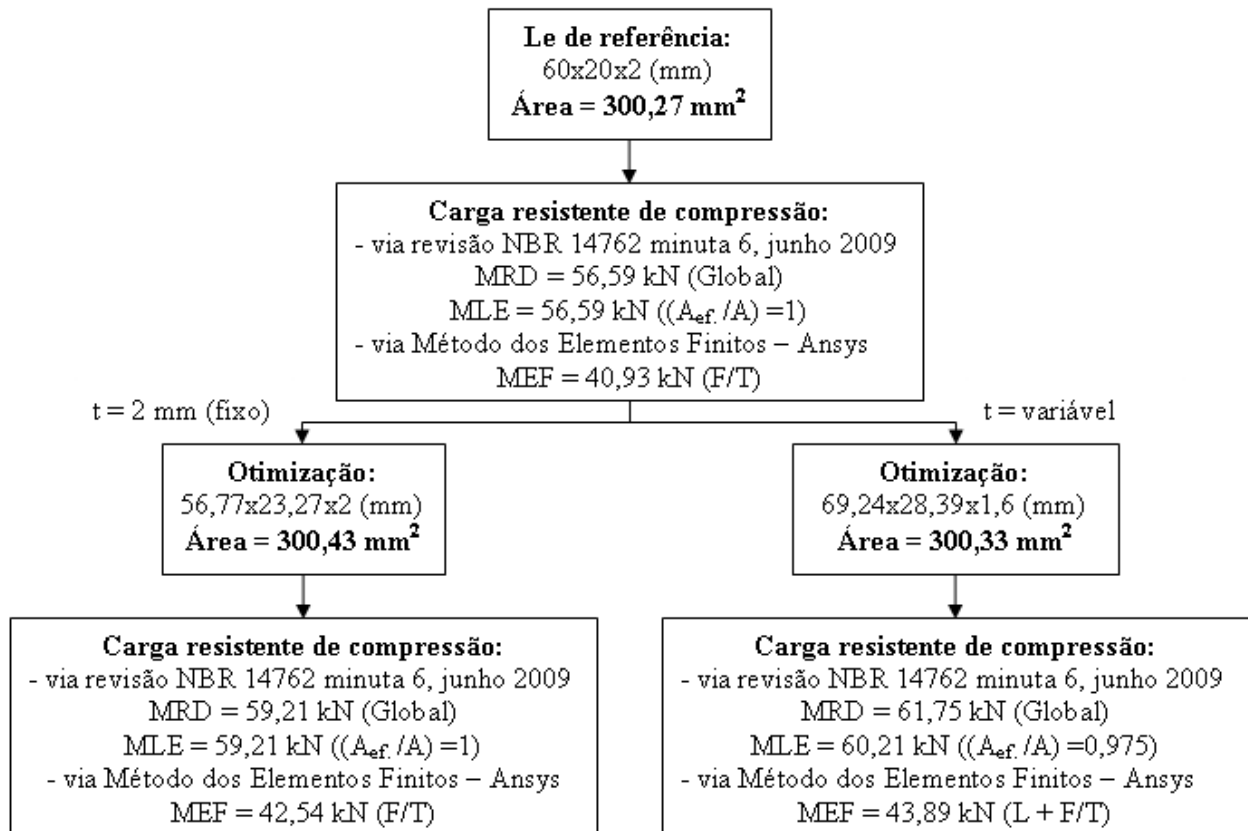 Le de referência:
60x20x2 (mm)
Área = 300,27 mm²
Carga resistente de compressão:
- via revisão NBR 14762 minuta 6, junho 2009
MRD = 56,59 kN (Global)
MLE = 56,59 kN ((Aef./A) =1)
- via Método dos Elementos Finitos – Ansys
MEF = 40,93 kN (F/T)
t = 2 mm (fixo)
t = variável
Otimização:
56,77x23,27x2 (mm)
Área = 300,43 mm²
Otimização:
69,24x28,39x1,6 (mm)
Área = 300,33 mm²
Carga resistente de compressão:
- via revisão NBR 14762 minuta 6, junho 2009
MRD = 59,21 kN (Global)
MLE = 59,21 kN ((Aef./A) =1)
- via Método dos Elementos Finitos – Ansys
MEF = 42,54 kN (F/T)
Carga resistente de compressão:
- via revisão NBR 14762 minuta 6, junho 2009
MRD = 61,75 kN (Global)
MLE = 60,21 kN ((Aef./A) =0,975)
- via Método dos Elementos Finitos – Ansys
MEF = 43,89 kN (L + F/T)